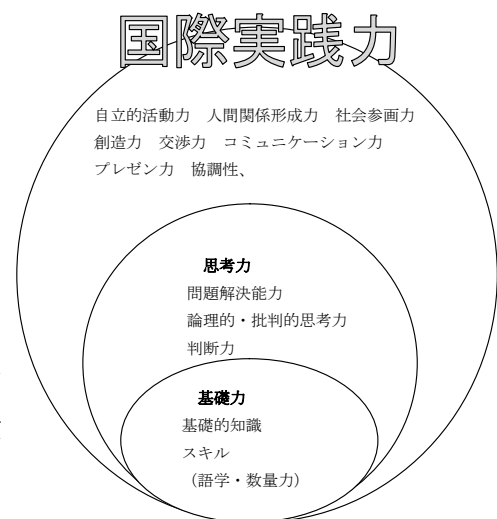 国際実践力
自立的活動力　人間関係形成力　社会参画力
創造力　交渉力　コミュニケーション力
プレゼン力　協調性、
思考力
問題解決能力
論理的・批判的思考力
判断力
基礎力
基礎的知識
スキル
（語学・数量力）